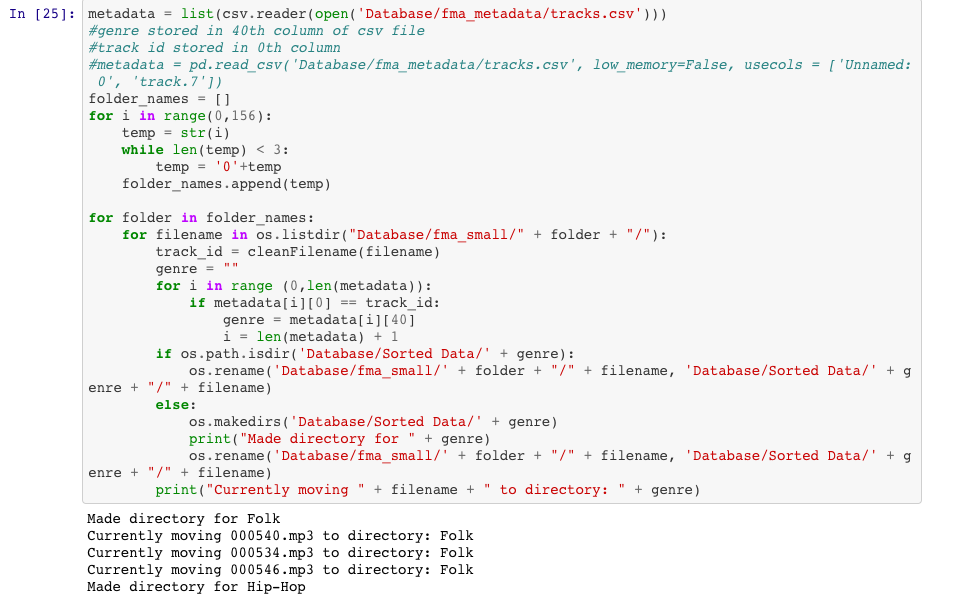 In [25]: metadata = list(csv.reader(open('Database/fma_metadata/tracks.csv')))
#genre stored in 40th column of csv file
#track id stored in 0th column
#metadata = pd.read_csv('Database/fma_metadata/tracks.csv', low_memory=False, usecols = ['Unnamed:
 0', 'track.7'])
folder_names = []
for i in range(0,156):
    temp = str(i)
    while len(temp) < 3:
        temp = '0'+temp
    folder_names.append(temp)

for folder in folder_names:
    for filename in os.listdir("Database/fma_small/" + folder + "/"):
        track_id = cleanFilename(filename)
        genre = ""
        for i in range (0,len(metadata)):
            if metadata[i][0] == track_id:
                genre = metadata[i][40]
                i = len(metadata) + 1
        if os.path.isdir('Database/Sorted Data/' + genre):
            os.rename('Database/fma_small/' + folder + "/" + filename, 'Database/Sorted Data/' + g
enre + "/" + filename)
        else:
            os.makedirs('Database/Sorted Data/' + genre)
            print("Made directory for " + genre)
            os.rename('Database/fma_small/' + folder + "/" + filename, 'Database/Sorted Data/' + g
enre + "/" + filename)
        print("Currently moving " + filename + " to directory: " + genre)
Made directory for Folk
Currently moving 000540.mp3 to directory: Folk
Currently moving 000534.mp3 to directory: Folk
Currently moving 000546.mp3 to directory: Folk
Made directory for Hip-Hop